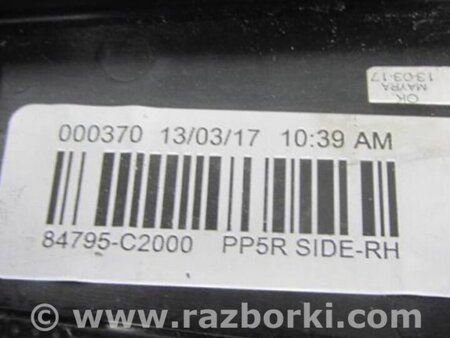 OK
MAYRA
13-03-17
000370 13/03/17 10:39 AM
84795-C2000 PP5R SIDE-RH
© www.razborki.com